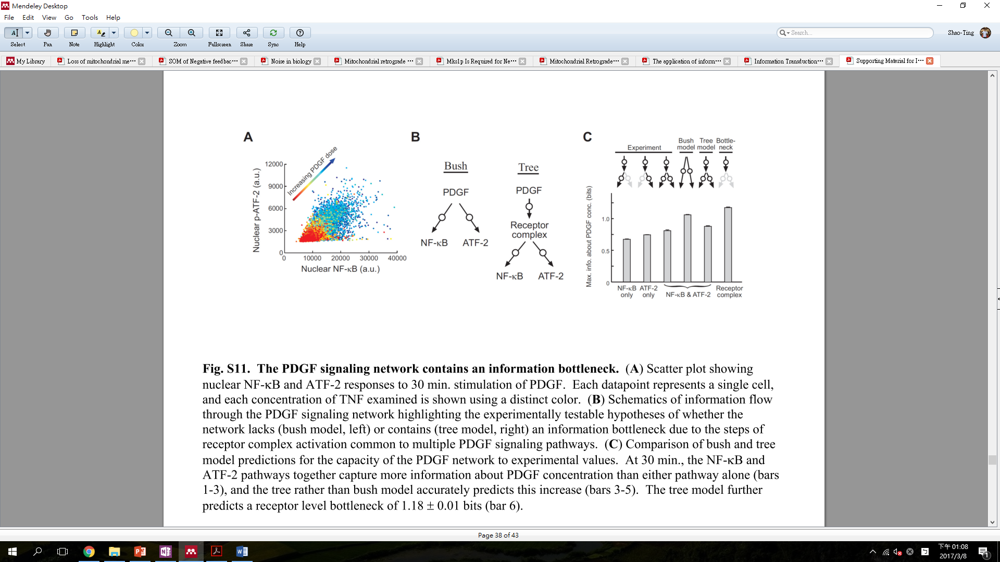 Mendeley Desktop
File Edit View Go Tools Help
Select Pan Note Highlight Color Zoom Fullscreen Share Sync Help
Search...
Shao-Ting
My Library
Loss of mitochondrial me···
SOM of Negative feedbac···
Noise in biology
Mitochondrial retrograde ···
Mks1p Is Required for Ne···
Mitochondrial Retrograde···
The application of inform···
Information Transduction···
Supporting Material for I···
A
Increasing PDGF dose
Nuclear p-ATF-2 (a.u.)
12000
9000
6000
3000
0
0 10000 20000 30000 40000
Nuclear NF-κB (a.u.)
B
Bush
PDGF
NF-κB ATF-2
Tree
PDGF
Receptor
complex
NF-κB ATF-2
C
Experiment
Bush
model
Tree
model
Bottle-
neck
Max. info. about PDGF conc. (bits)
1.0
0.5
0
NF-κB
only
ATF-2
only
NF-κB & ATF-2
Receptor
complex
Fig. S11. The PDGF signaling network contains an information bottleneck. (A) Scatter plot showing
nuclear NF-κB and ATF-2 responses to 30 min. stimulation of PDGF. Each datapoint represents a single cell,
and each concentration of TNF examined is shown using a distinct color. (B) Schematics of information flow
through the PDGF signaling network highlighting the experimentally testable hypotheses of whether the
network lacks (bush model, left) or contains (tree model, right) an information bottleneck due to the steps of
receptor complex activation common to multiple PDGF signaling pathways. (C) Comparison of bush and tree
model predictions for the capacity of the PDGF network to experimental values. At 30 min., the NF-κB and
ATF-2 pathways together capture more information about PDGF concentration than either pathway alone (bars
1-3), and the tree rather than bush model accurately predicts this increase (bars 3-5). The tree model further
predicts a receptor level bottleneck of 1.18 ± 0.01 bits (bar 6).
Page 38 of 43
下午 01:08
2017/3/8
1